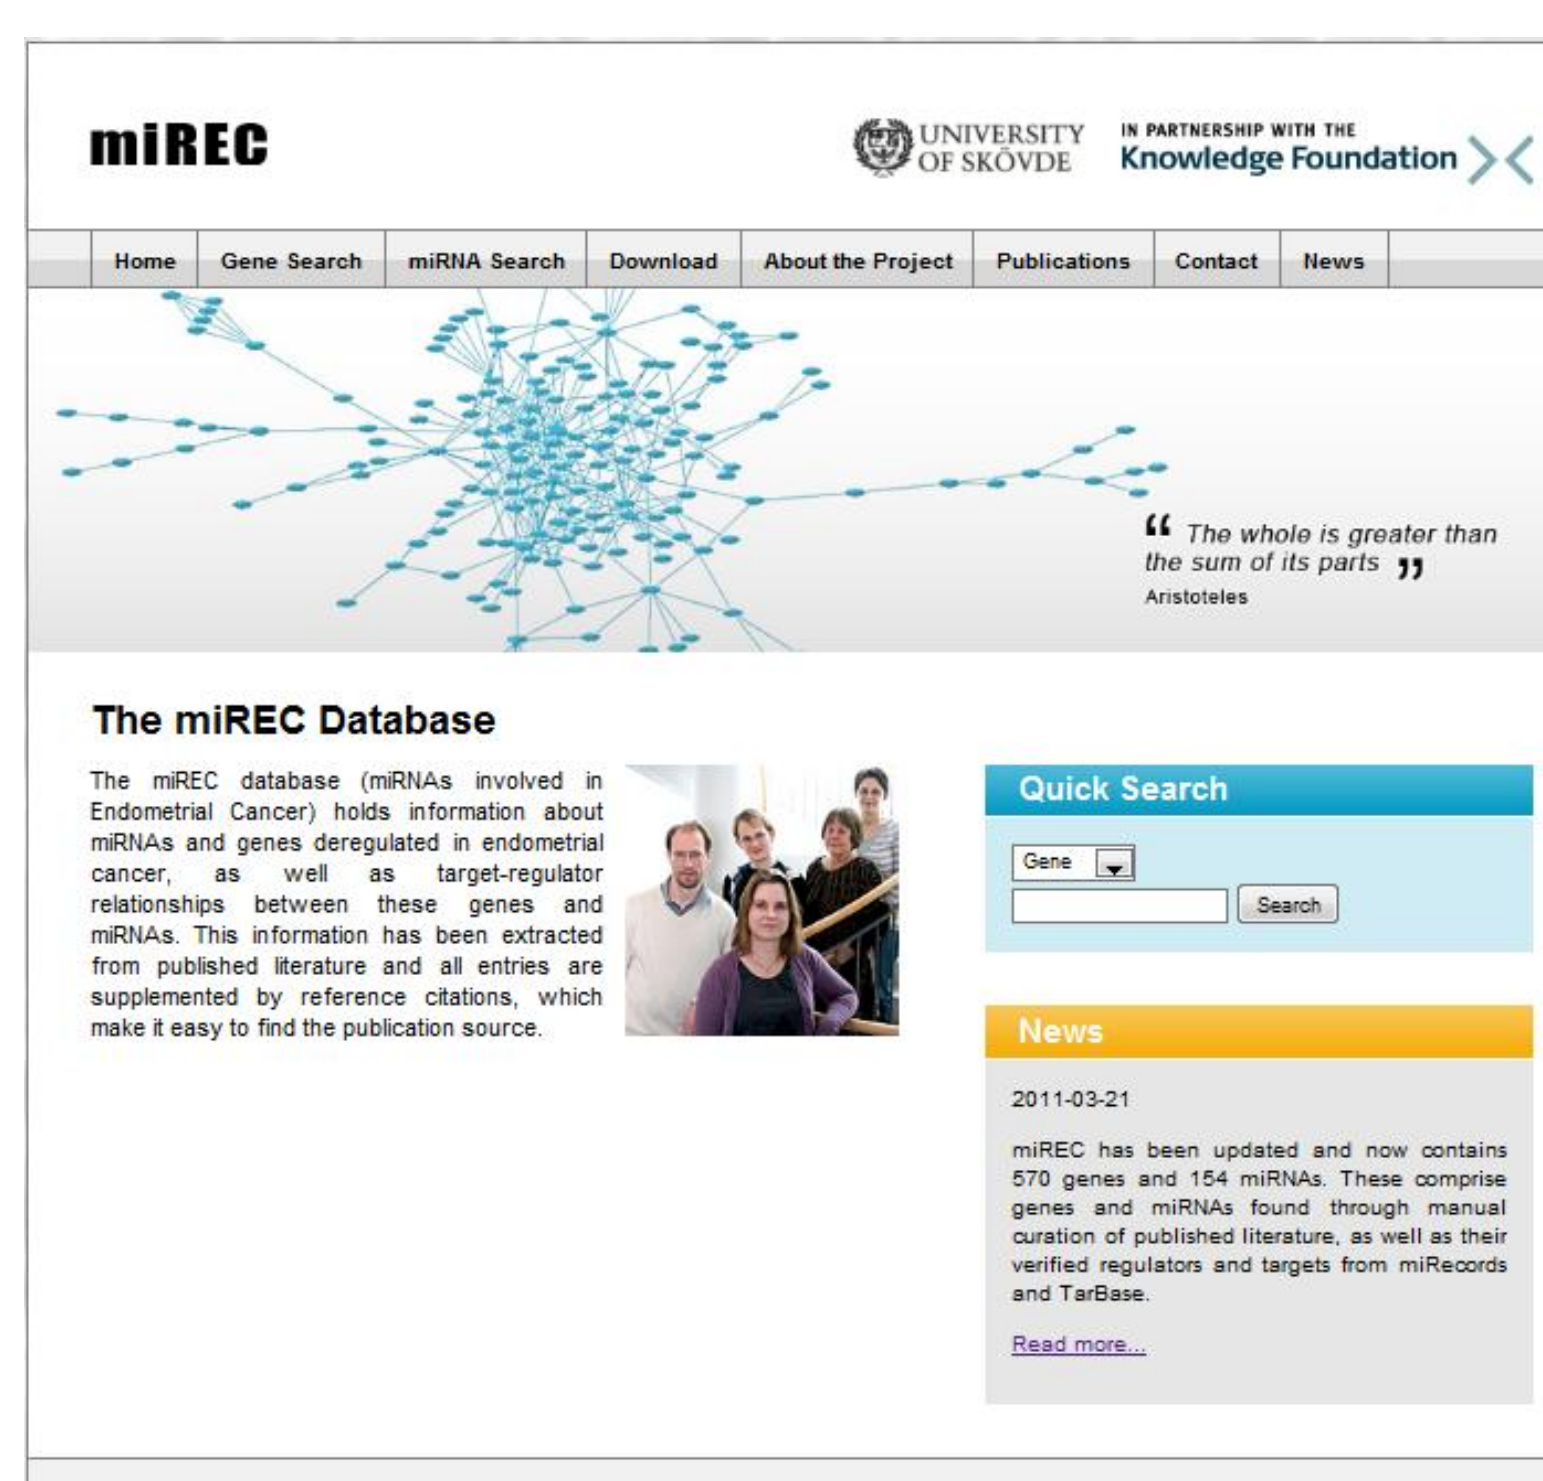 miREC
UNIVERSITY
OF SKÖVDE
IN PARTNERSHIP WITH THE
Knowledge Foundation
Home Gene Search miRNA Search Download About the Project Publications Contact News
“ The whole is greater than
the sum of its parts ”
Aristoteles
The miREC Database
The miREC database (miRNAs involved in
Endometrial Cancer) holds information about
miRNAs and genes deregulated in endometrial
cancer, as well as target-regulator
relationships between these genes and
miRNAs. This information has been extracted
from published literature and all entries are
supplemented by reference citations, which
make it easy to find the publication source.
Quick Search
Gene
Search
News
2011-03-21
miREC has been updated and now contains
570 genes and 154 miRNAs. These comprise
genes and miRNAs found through manual
curation of published literature, as well as their
verified regulators and targets from miRecords
and TarBase.
Read more...